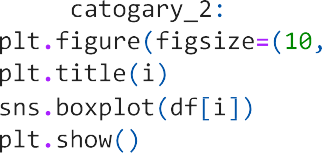 catogary_2:
plt.figure(figsize=(10,
plt.title(i)
sns.boxplot(df[i])
plt.show()